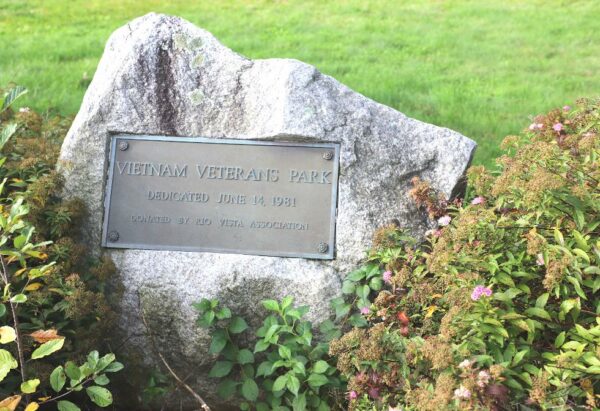 VIETNAM VETERANS PARK
DEDICATED JUNE 14, 1981
DONATED BY RIO VISTA ASSOCIATION